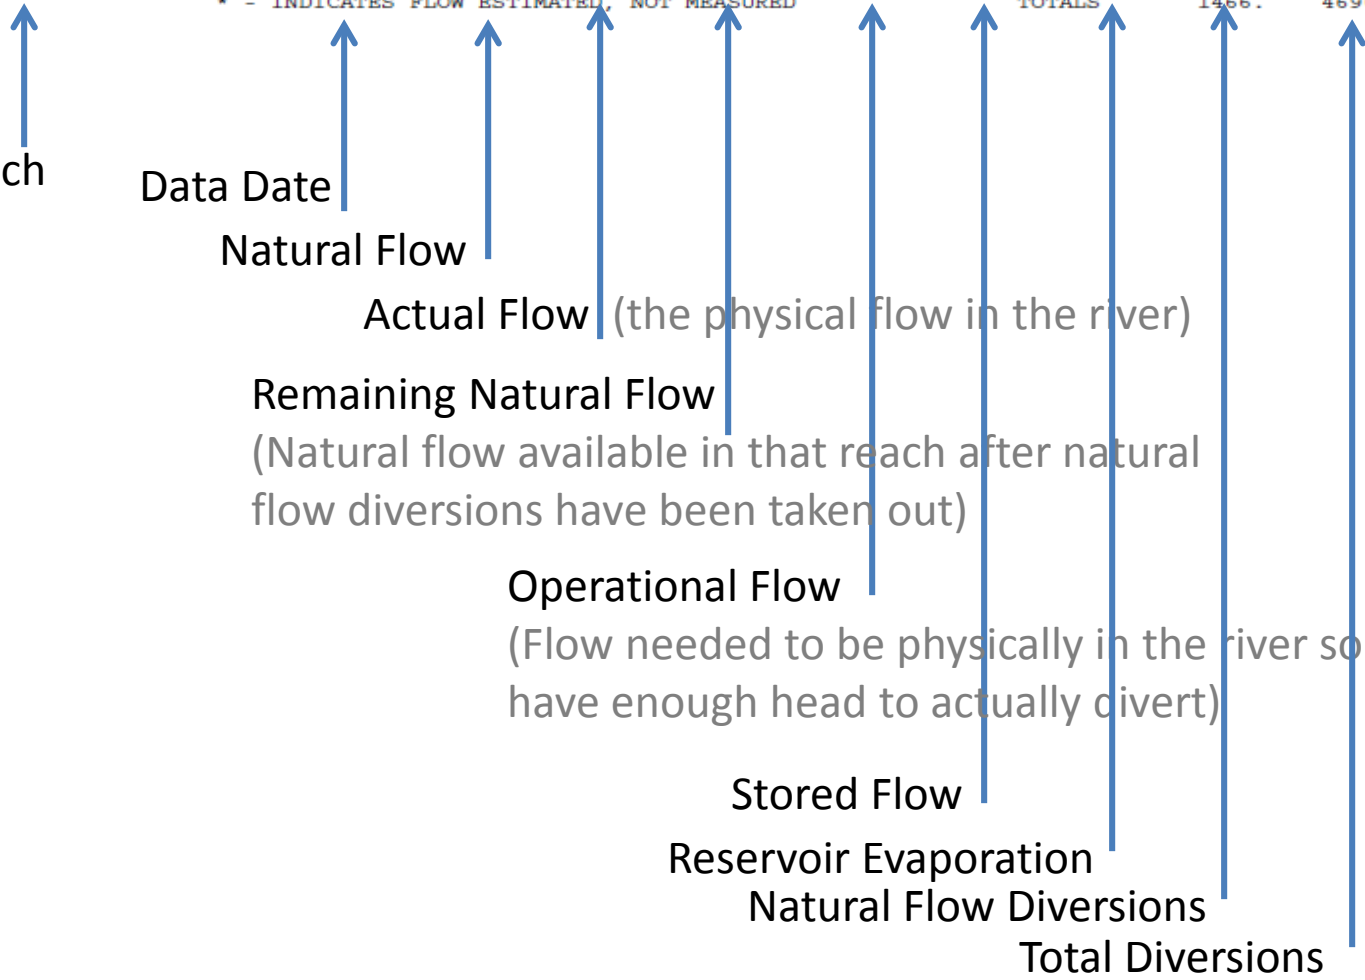 * - INDICATES FLOW ESTIMATED, NOT MEASURED TOTALS 1466. 469
ch
Data Date
Natural Flow
Actual Flow (the physical flow in the river)
Remaining Natural Flow
(Natural flow available in that reach after natural
flow diversions have been taken out)
Operational Flow
(Flow needed to be physically in the river so
have enough head to actually divert)
Stored Flow
Reservoir Evaporation
Natural Flow Diversions
Total Diversions